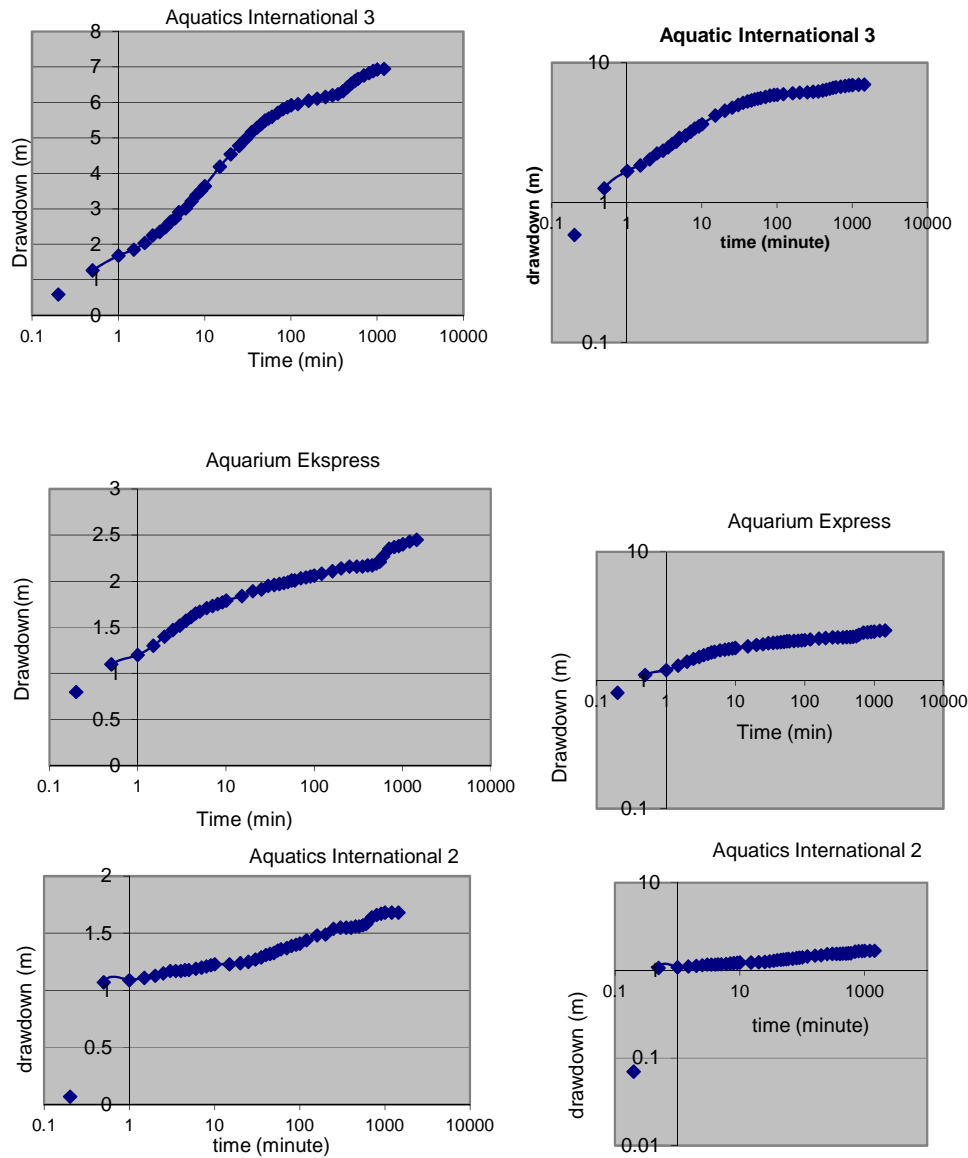 Aquatics International 3
8
7
6
5
4
3
2
1
0
0.1 1 10 100 1000 10000
Time (min)
Drawdown (m)
Aquatic International 3
10
1
0.1
0.1 1 10 100 1000 10000
time (minute)
drawdown (m)
Aquarium Ekspress
3
2.5
2
1.5
1
0.5
0
0.1 1 10 100 1000 10000
Time (min)
Drawdown(m)
Aquarium Express
10
1
0.1
0.1 1 10 100 1000 10000
Time (min)
Drawdown (m)
Aquatics International 2
2
1.5
1
0.5
0
0.1 1 10 100 1000 10000
time (minute)
drawdown (m)
Aquatics International 2
10
0.1
0.01
0.1 10 1000
time (minute)
drawdown (m)